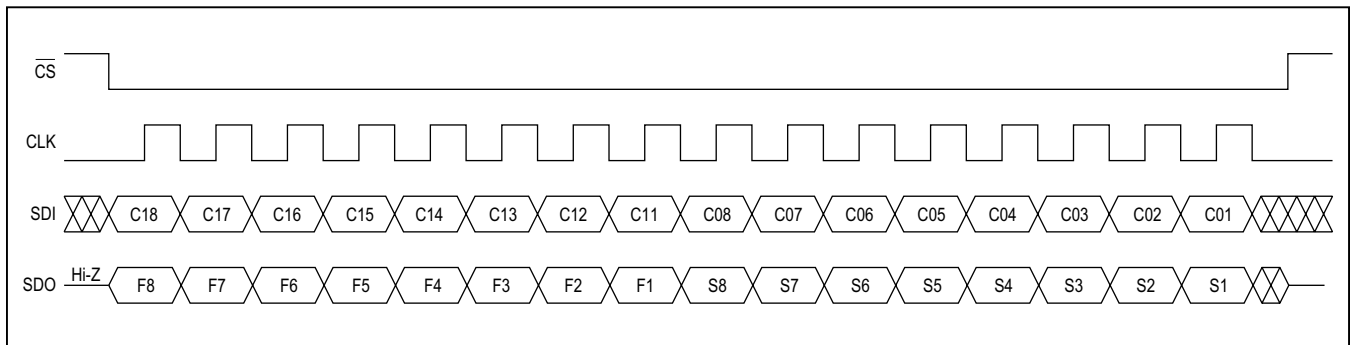 CS
CLK
SDI C18 C17 C16 C15 C14 C13 C12 C11 C08 C07 C06 C05 C04 C03 C02 C01
SDO Hi-Z F8 F7 F6 F5 F4 F3 F2 F1 S8 S7 S6 S5 S4 S3 S2 S1